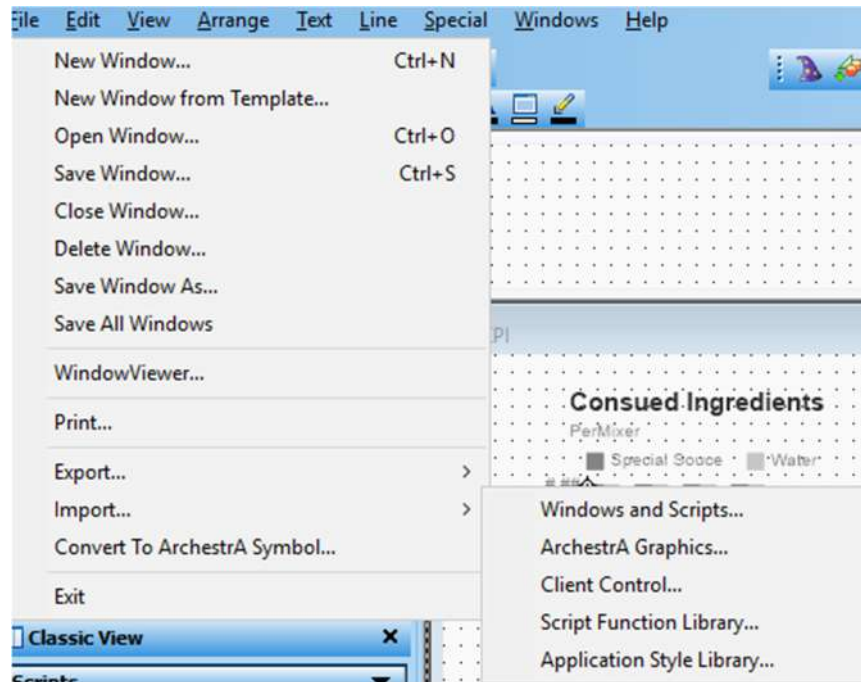 File Edit View Arrange Text Line Special Windows Help
New Window... Ctrl+N
New Window from Template...
Open Window... Ctrl+O
Save Window... Ctrl+S
Close Window...
Delete Window...
Save Window As...
Save All Windows
WindowViewer...
Print...
Export... >
Import... >
Convert To ArchestrA Symbol...
Exit
Windows and Scripts...
ArchestrA Graphics...
Client Control...
Script Function Library...
Application Style Library...
PI
Consued Ingredients
PerMixer
Special Sooce Water
Classic View
Scripts